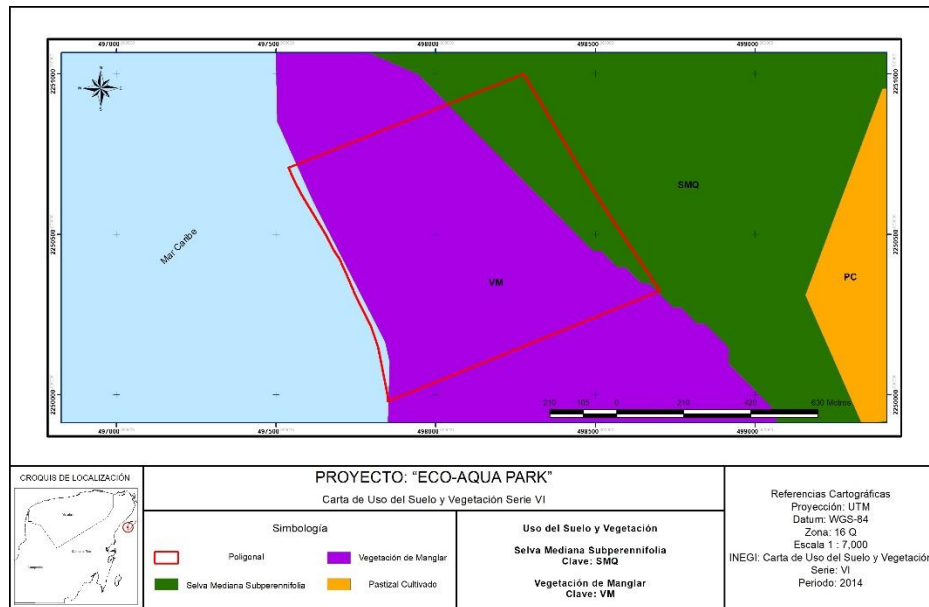 497000
497500
498000
498500
499000
2251000
2251000
SMQ
Mar Caribe
2250500
2250500
PC
VM
2250000
2250000
210 105 0 210 420 630 Metros
497000
497500
498000
498500
499000
CROQUIS DE LOCALIZACIÓN
PROYECTO: “ECO-AQUA PARK”
Carta de Uso del Suelo y Vegetación Serie VI
Simbología
Poligonal
Vegetación de Manglar
Selva Mediana Subperennifolia
Pastizal Cultivado
Uso del Suelo y Vegetación
Selva Mediana Subperennifolia
Clave: SMQ
Vegetación de Manglar
Clave: VM
Referencias Cartográficas
Proyección: UTM
Datum: WGS-84
Zona: 16 Q
Escala 1 : 7,000
INEGI: Carta de Uso del Suelo y Vegetación
Serie: VI
Periodo: 2014